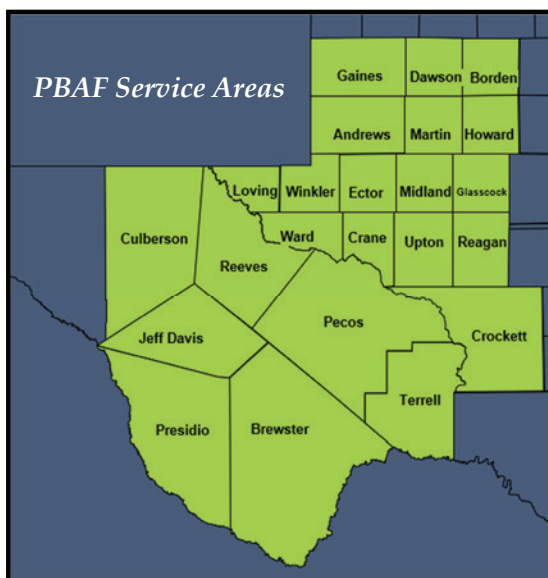 PBAF Service Areas
Gaines Dawson Borden
Andrews Martin Howard
Loving Winkler Ector Midland Glasscock
Culberson Reeves Ward Crane Upton Reagan
Jeff Davis Pecos Crockett
Presidio Brewster Terrell